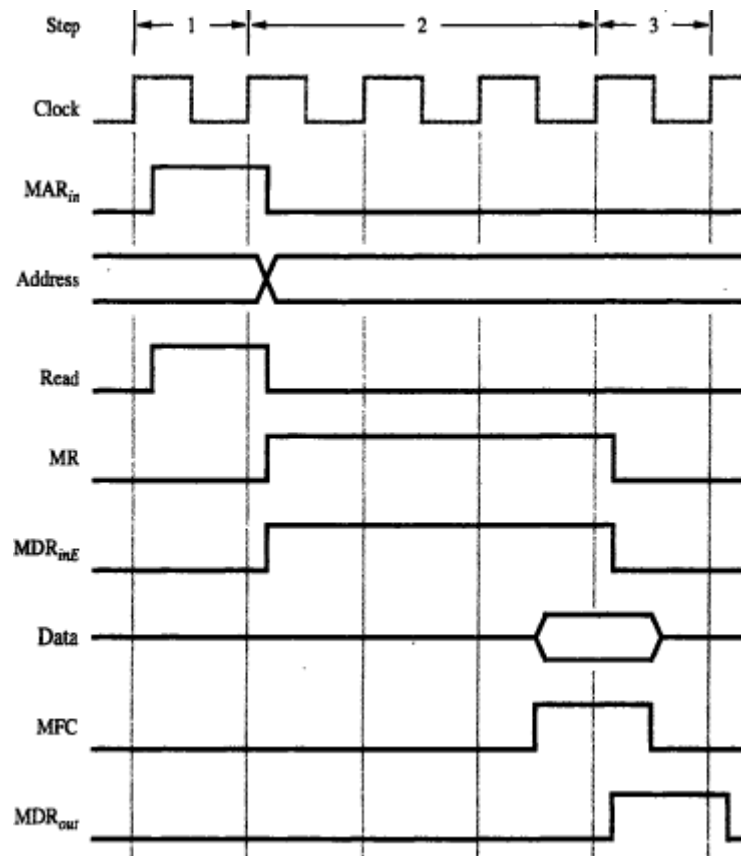 Step 1 2 3
Clock
MAR_in
Address
Read
MR
MDR_inE
Data
MFC
MDR_out